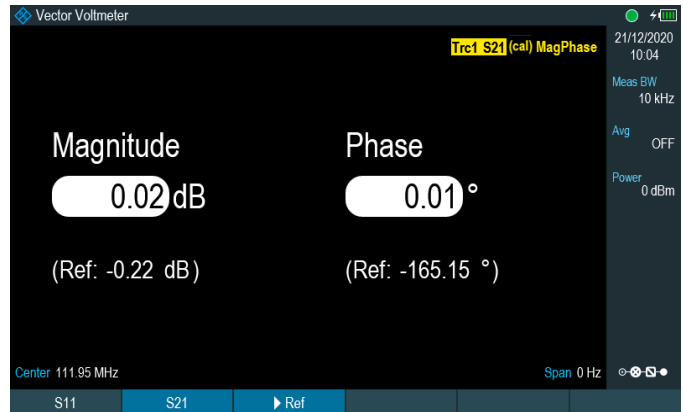 Vector Voltmeter
Trc1 S21 (cal) MagPhase
21/12/2020
10:04
Meas BW
10 kHz
Avg
OFF
Power
0 dBm
Magnitude
Phase
0.02 dB
0.01 °
(Ref: -0.22 dB)
(Ref: -165.15 °)
Center 111.95 MHz
Span 0 Hz
S11
S21
Ref